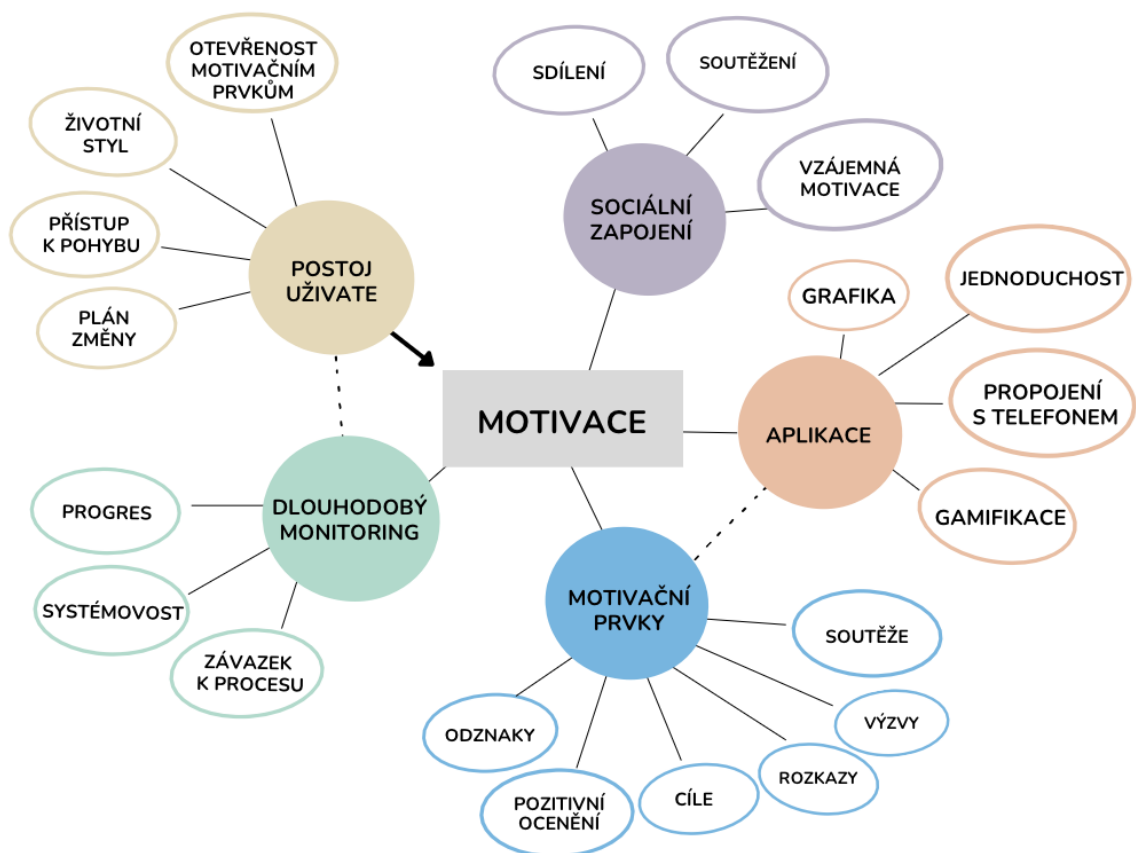 OTEVŘENOST
MOTIVAČNÍM
PRVKŮM
ŽIVOTNÍ
STYL
PŘÍSTUP
K POHYBU
PLÁN
ZMĚNY
POSTOJ
UŽIVATE
SDÍLENÍ
SOUTĚŽENÍ
VZÁJEMNÁ
MOTIVACE
SOCIÁLNÍ
ZAPOJENÍ
GRAFIKA
JEDNODUCHOST
PROPOJENÍ
S TELEFONEM
GAMIFIKACE
APLIKACE
MOTIVACE
DLOUHODOBÝ
MONITORING
PROGRES
SYSTÉMOVOST
ZÁVAZEK
K PROCESU
MOTIVAČNÍ
PRVKY
SOUTĚŽE
VÝZVY
ROZKAZY
CÍLE
POZITIVNÍ
OCENĚNÍ
ODZNAKY